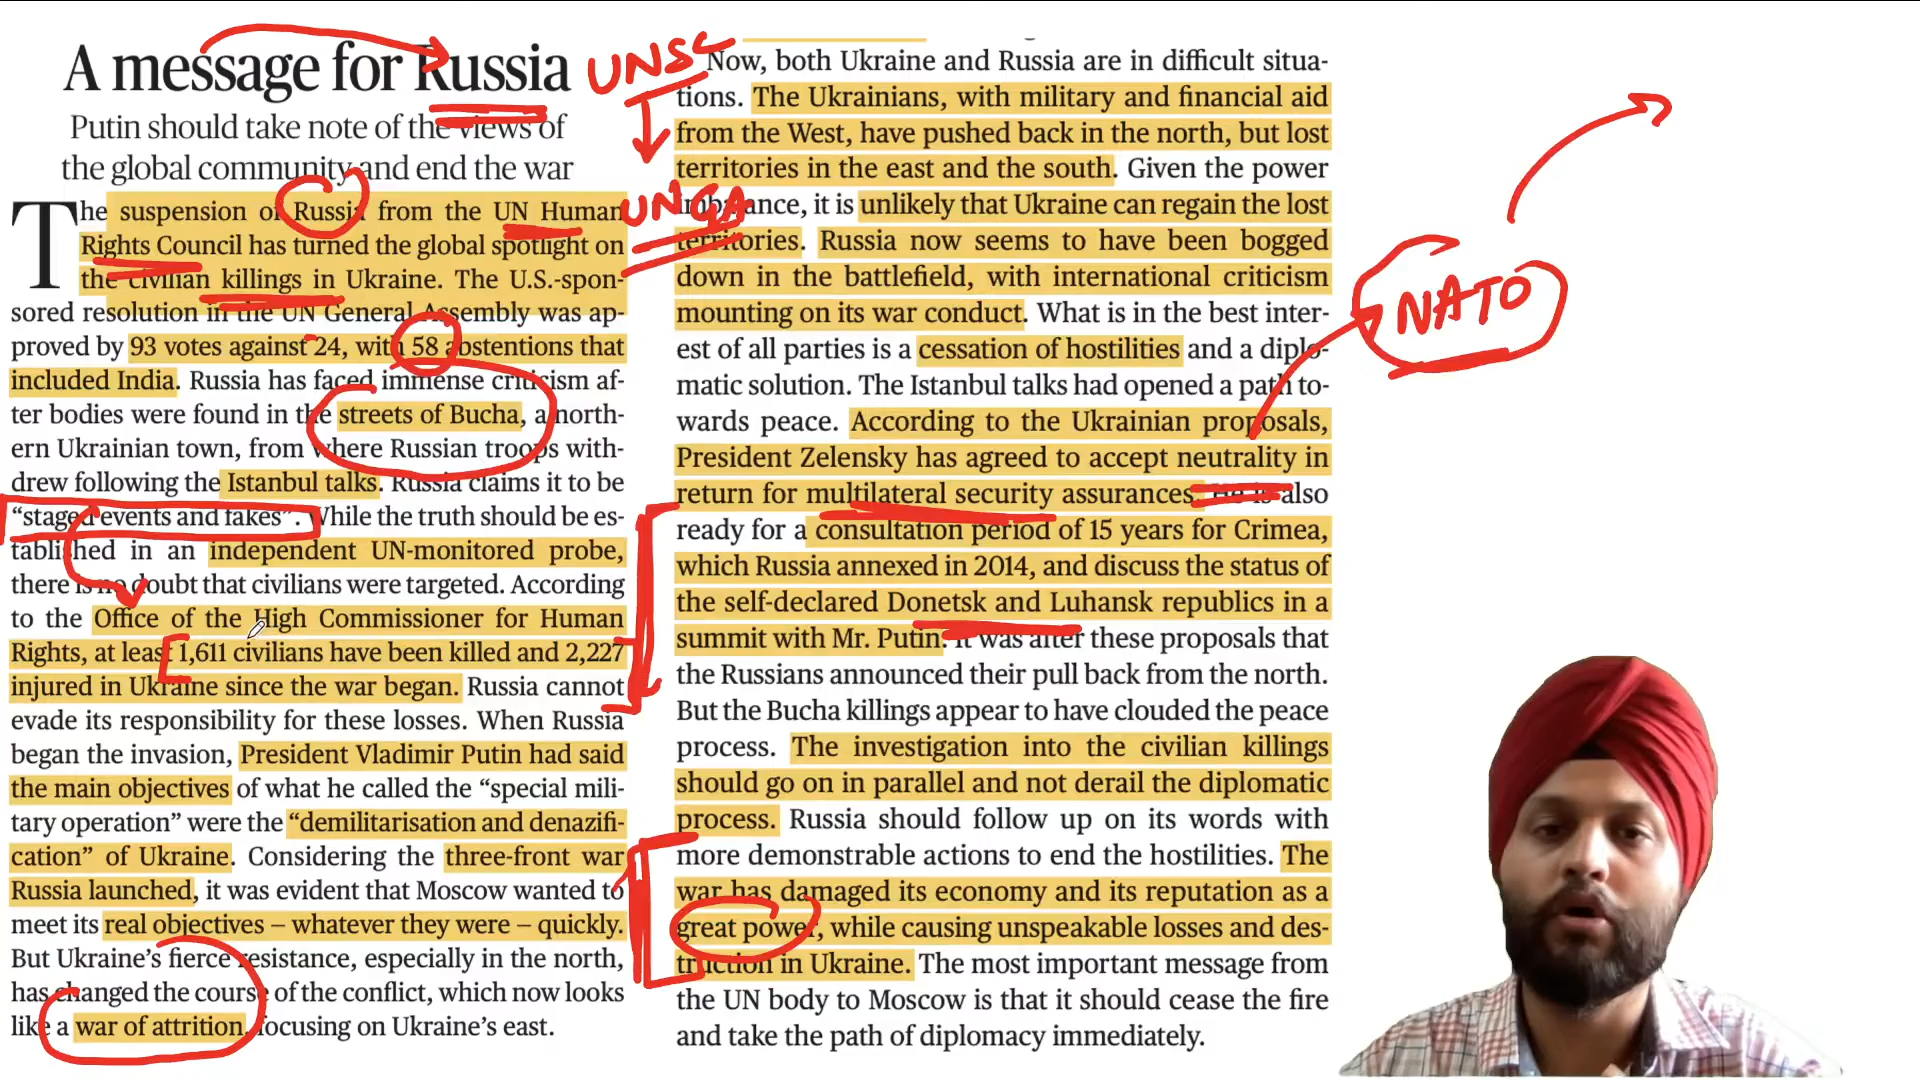 A message for Russia
Putin should take note of the views of
the global community and end the war
The suspension of Russia from the UN Human
Rights Council has turned the global spotlight on
the civilian killings in Ukraine. The U.S.-spon-
sored resolution in the UN General Assembly was ap-
proved by 93 votes against 24, with 58 abstentions that
included India. Russia has faced immense criticism af-
ter bodies were found in the streets of Bucha, a north-
ern Ukrainian town, from where Russian troops with-
drew following the Istanbul talks. Russia claims it to be
“staged events and fakes”. While the truth should be es-
tablished in an independent UN-monitored probe,
there is no doubt that civilians were targeted. According
to the Office of the High Commissioner for Human
Rights, at least 1,611 civilians have been killed and 2,227
injured in Ukraine since the war began. Russia cannot
evade its responsibility for these losses. When Russia
began the invasion, President Vladimir Putin had said
the main objectives of what he called the “special mili-
tary operation” were the “demilitarisation and denazifi-
cation” of Ukraine. Considering the three-front war
Russia launched, it was evident that Moscow wanted to
meet its real objectives – whatever they were – quickly.
But Ukraine’s fierce resistance, especially in the north,
has changed the course of the conflict, which now looks
like a war of attrition, focusing on Ukraine’s east.
UNSC
UNGA
Now, both Ukraine and Russia are in difficult situa-
tions. The Ukrainians, with military and financial aid
from the West, have pushed back in the north, but lost
territories in the east and the south. Given the power
imbalance, it is unlikely that Ukraine can regain the lost
territories. Russia now seems to have been bogged
down in the battlefield, with international criticism
mounting on its war conduct. What is in the best inter-
est of all parties is a cessation of hostilities and a diplo-
matic solution. The Istanbul talks had opened a path to-
wards peace. According to the Ukrainian proposals,
President Zelensky has agreed to accept neutrality in
return for multilateral security assurances. He is also
ready for a consultation period of 15 years for Crimea,
which Russia annexed in 2014, and discuss the status of
the self-declared Donetsk and Luhansk republics in a
summit with Mr. Putin. It was after these proposals that
the Russians announced their pull back from the north.
But the Bucha killings appear to have clouded the peace
process. The investigation into the civilian killings
should go on in parallel and not derail the diplomatic
process. Russia should follow up on its words with
more demonstrable actions to end the hostilities. The
war has damaged its economy and its reputation as a
great power, while causing unspeakable losses and des-
truction in Ukraine. The most important message from
the UN body to Moscow is that it should cease the fire
and take the path of diplomacy immediately.
NATO